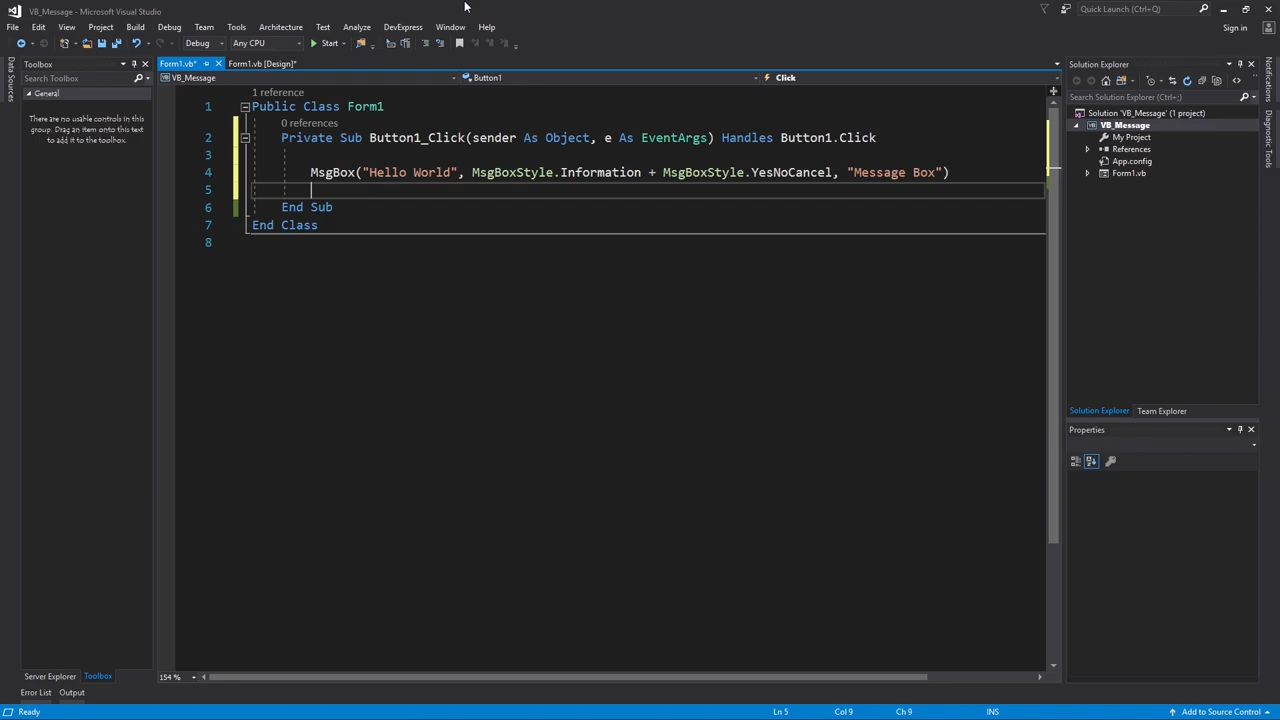 VB_Message - Microsoft Visual Studio
Quick Launch (Ctrl+Q)
File Edit View Project Build Debug Team Tools Architecture Test Analyze DevExpress Window Help
Sign in
Debug Any CPU Start
Data Sources
Toolbox
Search Toolbox
General
There are no usable controls in this
group. Drag an item onto this text
to add it to the toolbox.
Form1.vb* Form1.vb [Design]*
VB_Message Button1 Click
1 reference
1 Public Class Form1
0 references
2 Private Sub Button1_Click(sender As Object, e As EventArgs) Handles Button1.Click
3
4 MsgBox("Hello World", MsgBoxStyle.Information + MsgBoxStyle.YesNoCancel, "Message Box")
5
6 End Sub
7 End Class
8
Solution Explorer
Search Solution Explorer (Ctrl+;)
Solution 'VB_Message' (1 project)
VB_Message
My Project
References
App.config
Form1.vb
Solution Explorer Team Explorer
Properties
Notifications
Diagnostic Tools
Server Explorer Toolbox
154 %
Error List Output
Ready Ln 5 Col 9 Ch 9 INS Add to Source Control